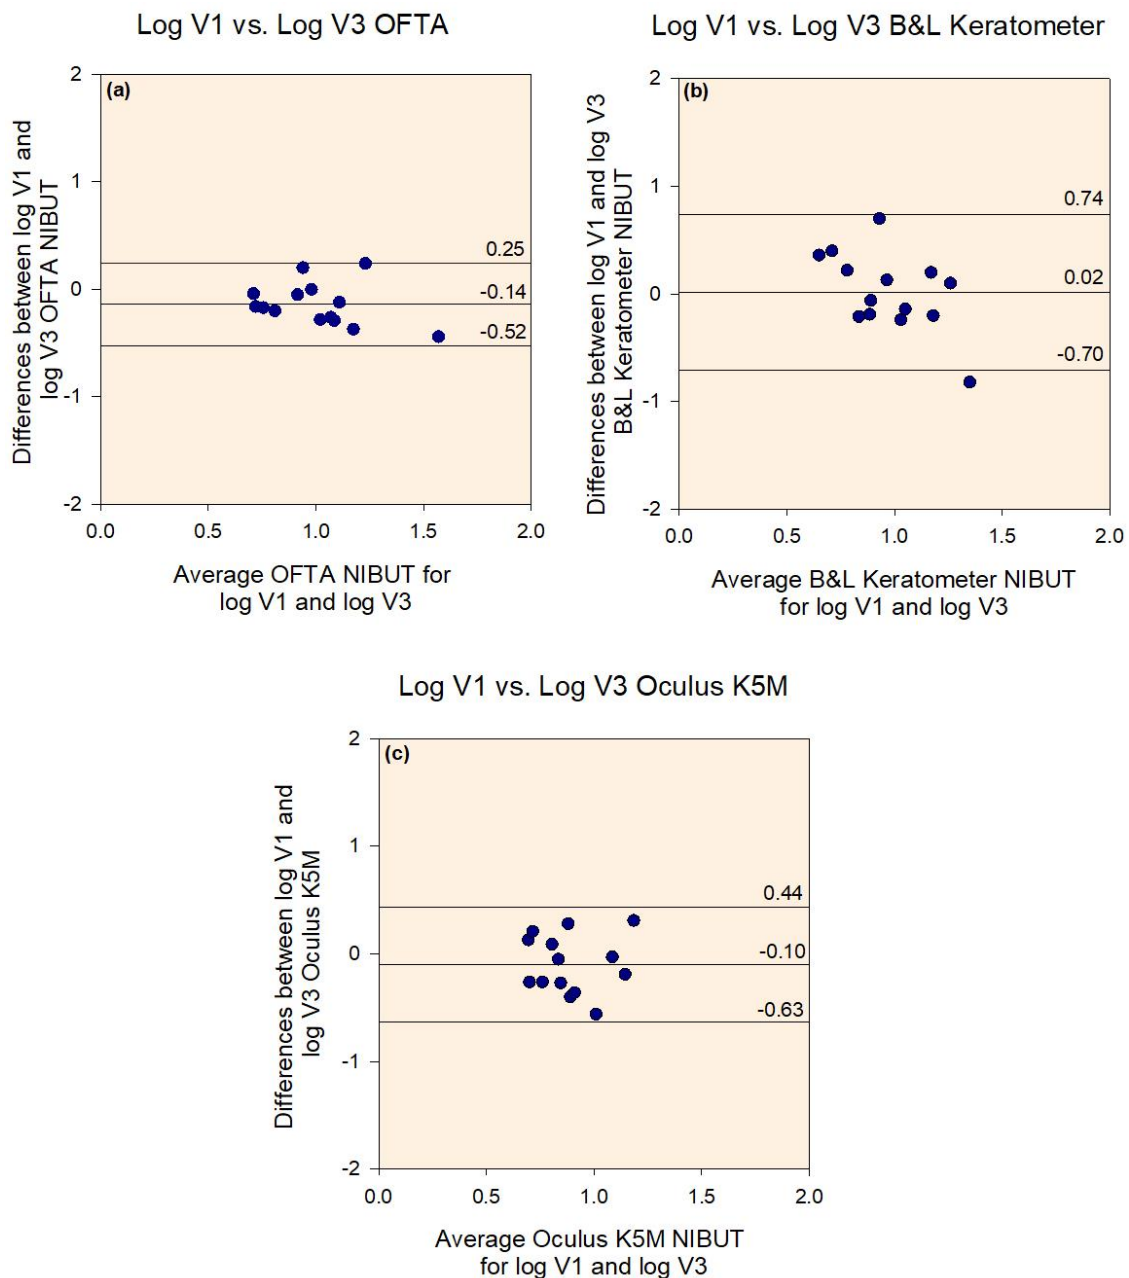 Log V1 vs. Log V3 OFTA
(a)
2
1
0
-1
-2
0.25
-0.14
-0.52
0.0 0.5 1.0 1.5 2.0
Differences between log V1 and
log V3 OFTA NIBUT
Average OFTA NIBUT for
log V1 and log V3
Log V1 vs. Log V3 B&L Keratometer
(b)
2
1
0
-1
-2
0.74
0.02
-0.70
0.0 0.5 1.0 1.5 2.0
Differences between log V1 and log V3
B&L Keratometer NIBUT
Average B&L Keratometer NIBUT
for log V1 and log V3
Log V1 vs. Log V3 Oculus K5M
(c)
2
1
0
-1
-2
0.44
-0.10
-0.63
0.0 0.5 1.0 1.5 2.0
Differences between log V1 and
log V3 Oculus K5M
Average Oculus K5M NIBUT
for log V1 and log V3